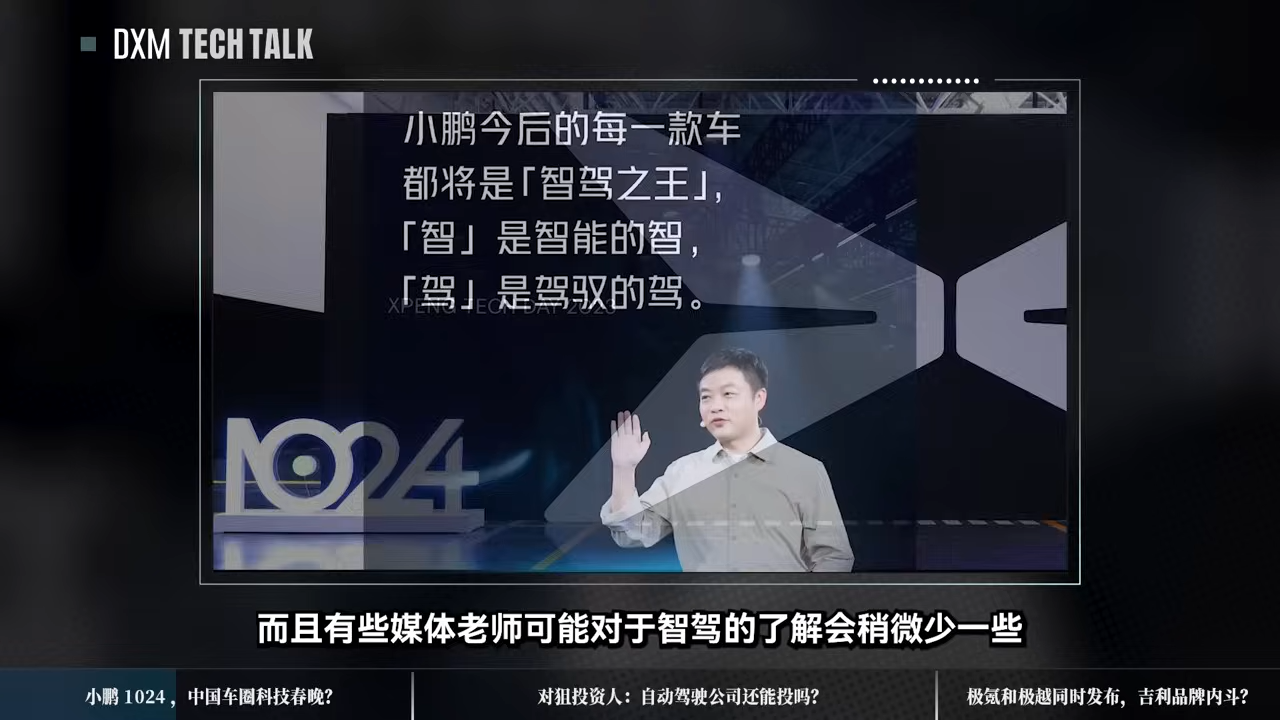 DXM TECH TALK
小鹏今后的每一款车
都将是「智驾之王」，
「智」是智能的智，
「驾」是驾驭的驾。
XPENG TECH DAY 2023
1024
而且有些媒体老师可能对于智驾的了解会稍微少一些
小鹏 1024，中国车圈科技春晚？
对狙投资人：自动驾驶公司还能投吗？
极氪和极越同时发布，吉利品牌内斗？